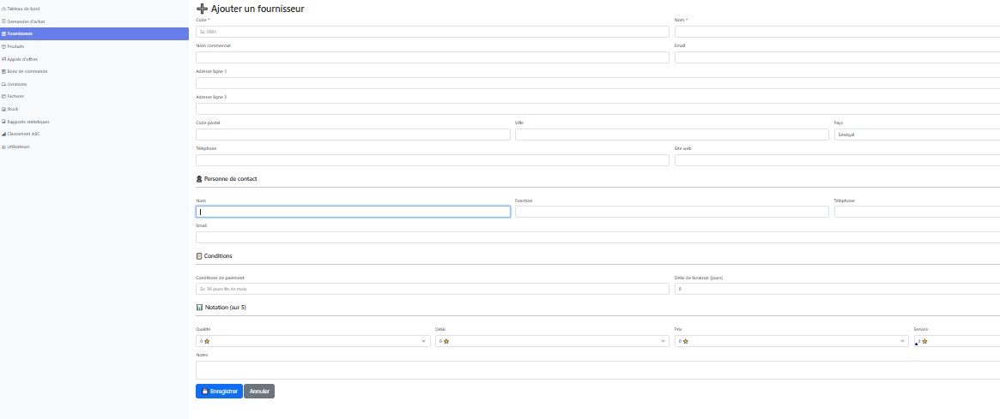 Tableau de bord
Demandes d'achat
Fournisseurs
Produits
Appels d'offres
Bons de commande
Livraisons
Factures
Stock
Rapports statistiques
Classement ABC
Utilisateurs
Ajouter un fournisseur
Code * Nom *
Ex: F001
Nom commercial Email
Adresse ligne 1
Adresse ligne 2
Code postal Ville Pays
Sénégal
Téléphone Site web
Personne de contact
Nom Fonction Téléphone
Email
Conditions
Conditions de paiement Délai de livraison (jours)
Ex: 30 jours fin de mois 0
Notation (sur 5)
Qualité Délai Prix Service
0 ⭐ 0 ⭐ 0 ⭐ 0 ⭐
Notes
Enregistrer Annuler